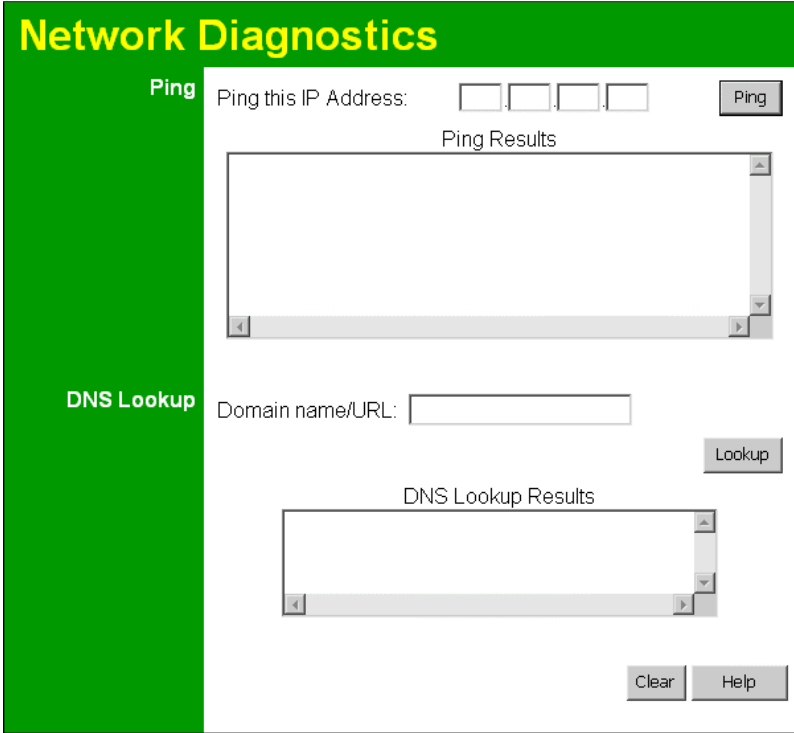 Network Diagnostics
Ping
Ping this IP Address: . . . Ping
Ping Results
DNS Lookup
Domain name/URL:
Lookup
DNS Lookup Results
Clear Help